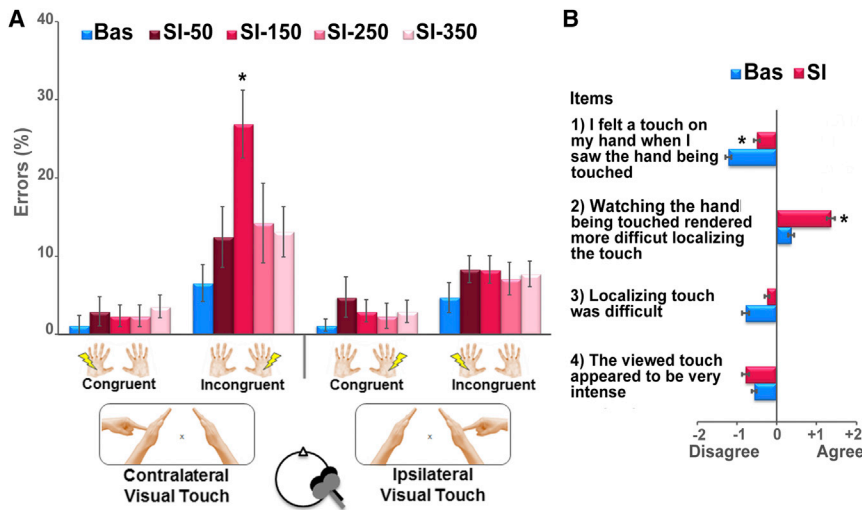 A
Bas SI-50 SI-150 SI-250 SI-350
40
30
20
10
0
Errors (%)
*
Congruent
Incongruent
Congruent
Incongruent
x
x
Contralateral
Visual Touch
Ipsilateral
Visual Touch
B
Bas SI
Items
1) I felt a touch on
my hand when I
saw the hand being
touched
*
2) Watching the hand
being touched rendered
more difficut localizing
the touch
*
3) Localizing touch
was difficult
4) The viewed touch
appeared to be very
intense
-2 -1 0 +1 +2
Disagree Agree